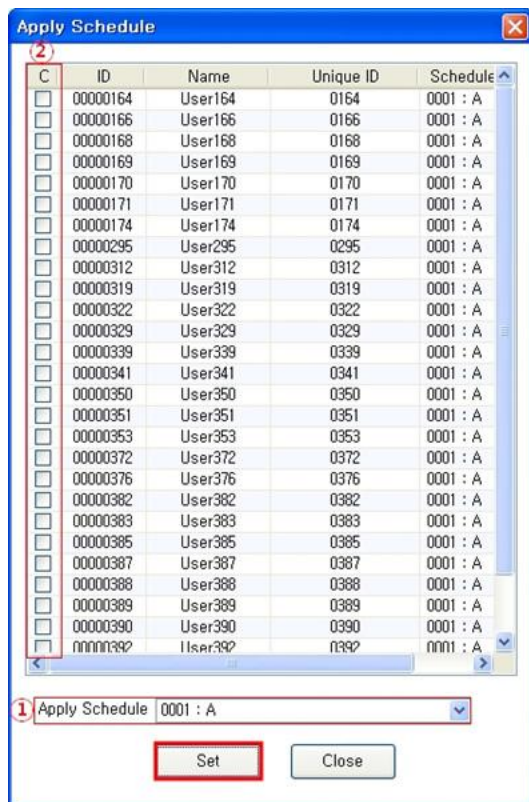 Apply Schedule
②
C ID Name Unique ID Schedule
00000164 User164 0164 0001 : A
00000166 User166 0166 0001 : A
00000168 User168 0168 0001 : A
00000169 User169 0169 0001 : A
00000170 User170 0170 0001 : A
00000171 User171 0171 0001 : A
00000174 User174 0174 0001 : A
00000295 User295 0295 0001 : A
00000312 User312 0312 0001 : A
00000319 User319 0319 0001 : A
00000322 User322 0322 0001 : A
00000329 User329 0329 0001 : A
00000339 User339 0339 0001 : A
00000341 User341 0341 0001 : A
00000350 User350 0350 0001 : A
00000351 User351 0351 0001 : A
00000353 User353 0353 0001 : A
00000372 User372 0372 0001 : A
00000376 User376 0376 0001 : A
00000382 User382 0382 0001 : A
00000383 User383 0383 0001 : A
00000385 User385 0385 0001 : A
00000387 User387 0387 0001 : A
00000388 User388 0388 0001 : A
00000389 User389 0389 0001 : A
00000390 User390 0390 0001 : A
00000392 User392 0392 0001 : A
① Apply Schedule 0001 : A
Set Close